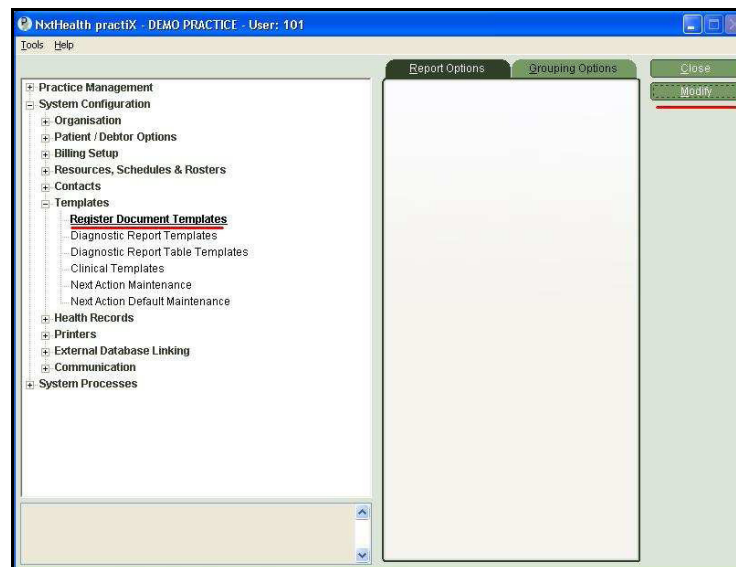 NxtHealth practiX - DEMO PRACTICE - User: 101
Tools Help
Report Options Grouping Options Close
Modify
Practice Management
System Configuration
Organisation
Patient / Debtor Options
Billing Setup
Resources, Schedules & Rosters
Contacts
Templates
Register Document Templates
Diagnostic Report Templates
Diagnostic Report Table Templates
Clinical Templates
Next Action Maintenance
Next Action Default Maintenance
Health Records
Printers
External Database Linking
Communication
System Processes